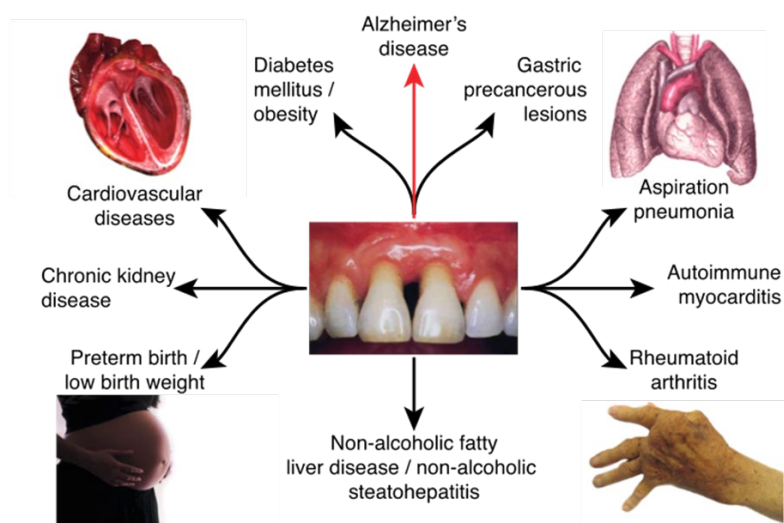 Alzheimer's
disease
Diabetes
mellitus /
obesity
Gastric
precancerous
lesions
Cardiovascular
diseases
Aspiration
pneumonia
Chronic kidney
disease
Autoimmune
myocarditis
Preterm birth /
low birth weight
Rheumatoid
arthritis
Non-alcoholic fatty
liver disease / non-alcoholic
steatohepatitis